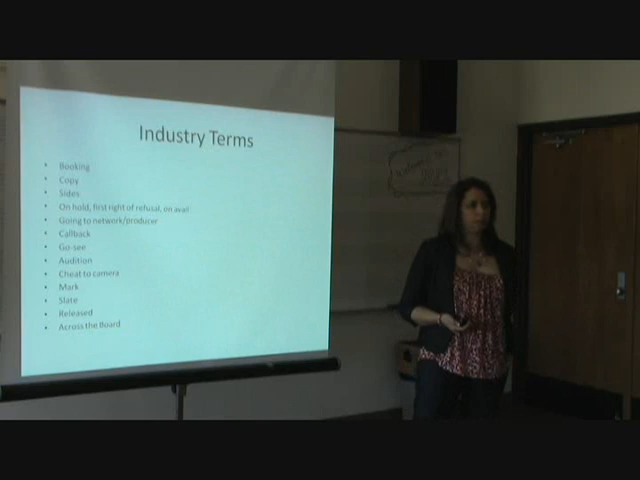 Industry Terms
• Booking
• Copy
• Sides
• On hold, first right of refusal, on avail
• Going to network/producer
• Callback
• Go-see
• Audition
• Cheat to camera
• Mark
• Slate
• Released
• Across the Board